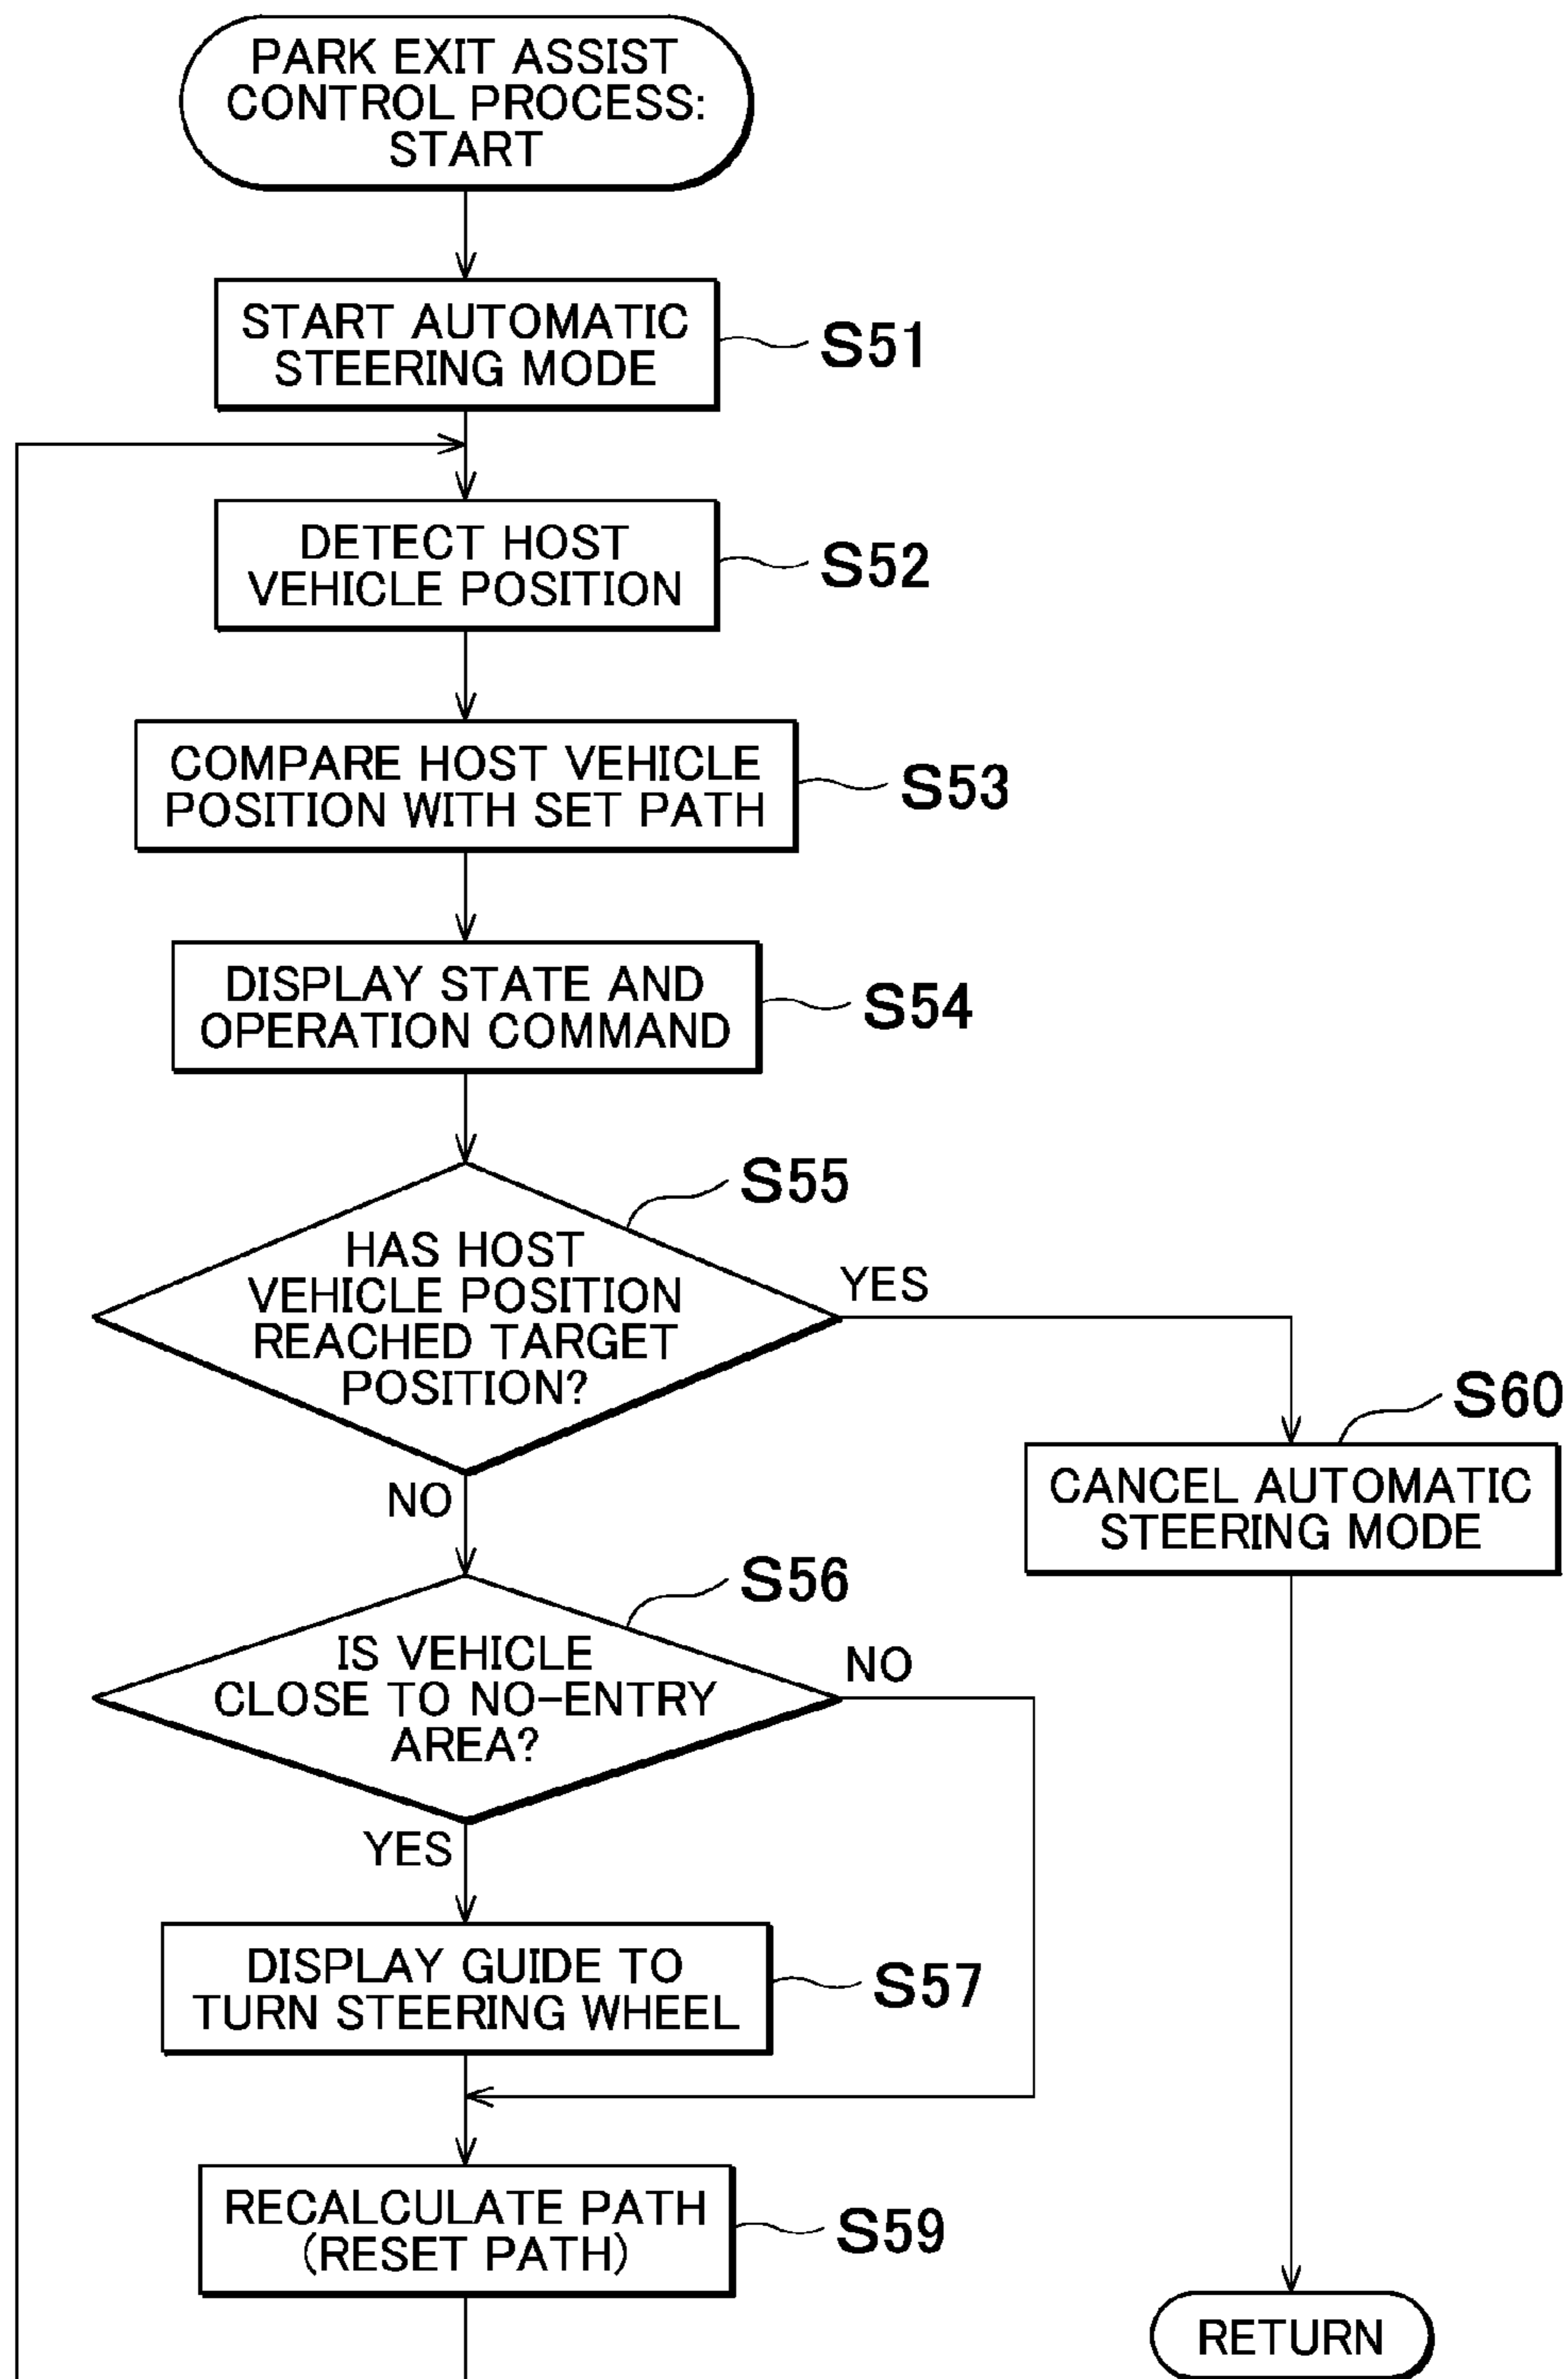 PARK EXIT ASSIST
CONTROL PROCESS:
START
START AUTOMATIC
STEERING MODE
S51
DETECT HOST
VEHICLE POSITION
S52
COMPARE HOST VEHICLE
POSITION WITH SET PATH
S53
DISPLAY STATE AND
OPERATION COMMAND
S54
S55
HAS HOST
VEHICLE POSITION
REACHED TARGET
POSITION?
YES
NO
S60
CANCEL AUTOMATIC
STEERING MODE
S56
IS VEHICLE
CLOSE TO NO-ENTRY
AREA?
NO
YES
DISPLAY GUIDE TO
TURN STEERING WHEEL
S57
RECALCULATE PATH
(RESET PATH)
S59
RETURN